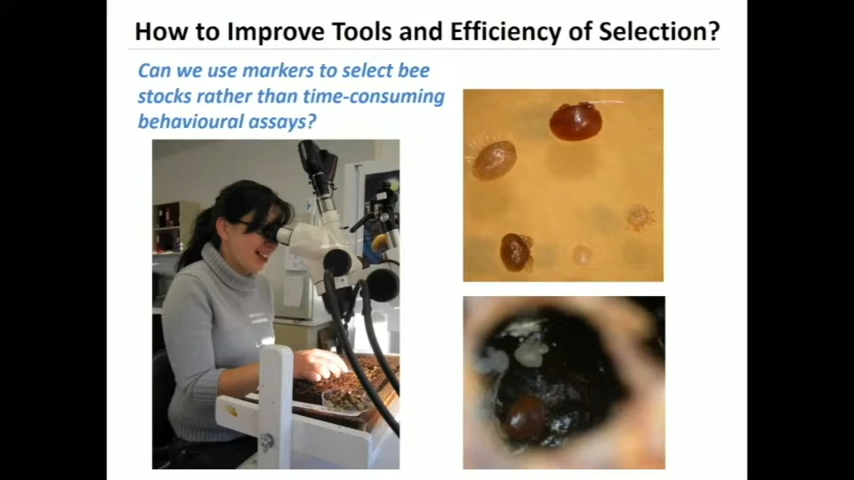 How to Improve Tools and Efficiency of Selection?
Can we use markers to select bee
stocks rather than time-consuming
behavioural assays?